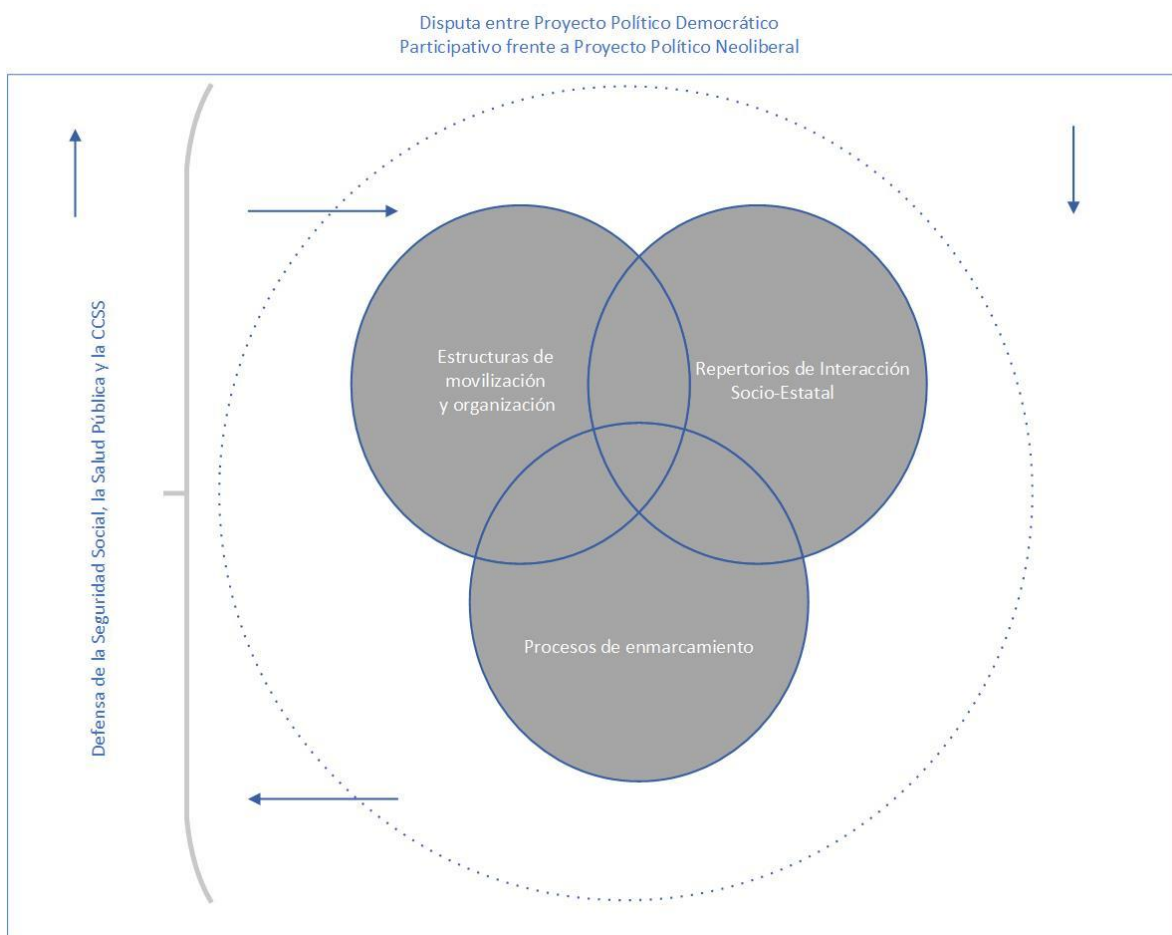 Disputa entre Proyecto Político Democrático
Participativo frente a Proyecto Político Neoliberal
Defensa de la Seguridad Social, la Salud Pública y la CCSS
Estructuras de
movilización
y organización
Repertorios de Interacción
Socio-Estatal
Procesos de enmarcamiento